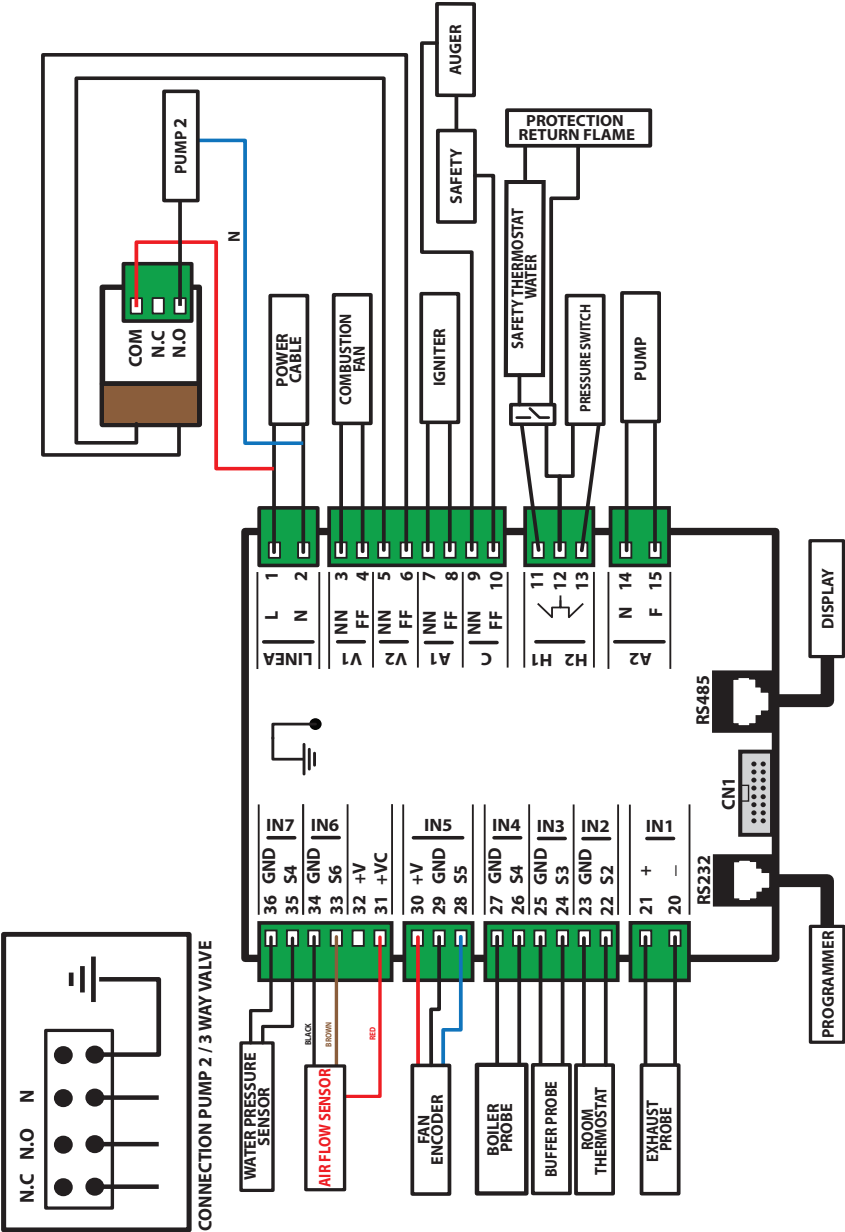 AUGER
SAFETY
PUMP 2
N
COM
N.C
N.O
PROTECTION
RETURN FLAME
POWER
CABLE
COMBUSTION
FAN
IGNITER
SAFETY THERMOSTAT
WATER
PRESSURE SWITCH
PUMP
L 1
N 2
LINEA
NN 3
FF 4
V1
NN 5
FF 6
V2
NN 7
FF 8
A1
NN 9
FF 10
C
11
12
13
H1
H2
N 14
F 15
A2
RS485
DISPLAY
CN1
RS232
PROGRAMMER
IN7
36 GND
35 S4
IN6
34 GND
33 S6
32 +V
31 +VC
IN5
30 +V
29 GND
28 S5
IN4
27 GND
26 S4
IN3
25 GND
24 S3
IN2
23 GND
22 S2
IN1
21 +
20 –
BLACK
BROWN
RED
WATER PRESSURE
SENSOR
AIR FLOW SENSOR
FAN
ENCODER
BOILER
PROBE
BUFFER PROBE
ROOM
THERMOSTAT
EXHAUST
PROBE
N.C N.O N
CONNECTION PUMP 2 / 3 WAY VALVE